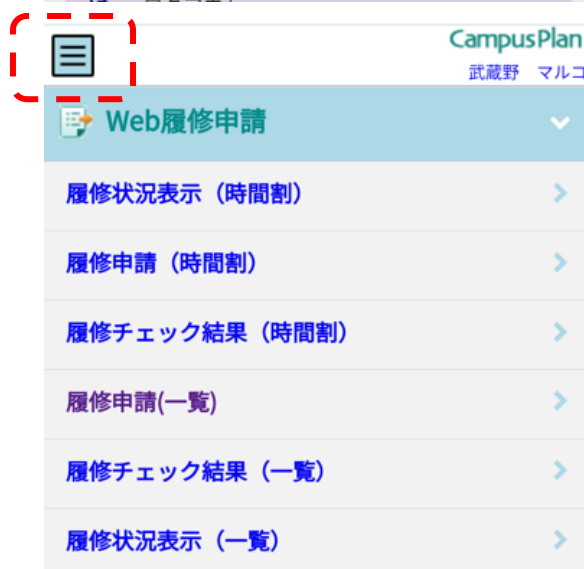 CampusPlan
武蔵野 マルコ
Web履修申請
履修状況表示（時間割）
履修申請（時間割）
履修チェック結果（時間割）
履修申請(一覧)
履修チェック結果（一覧）
履修状況表示（一覧）